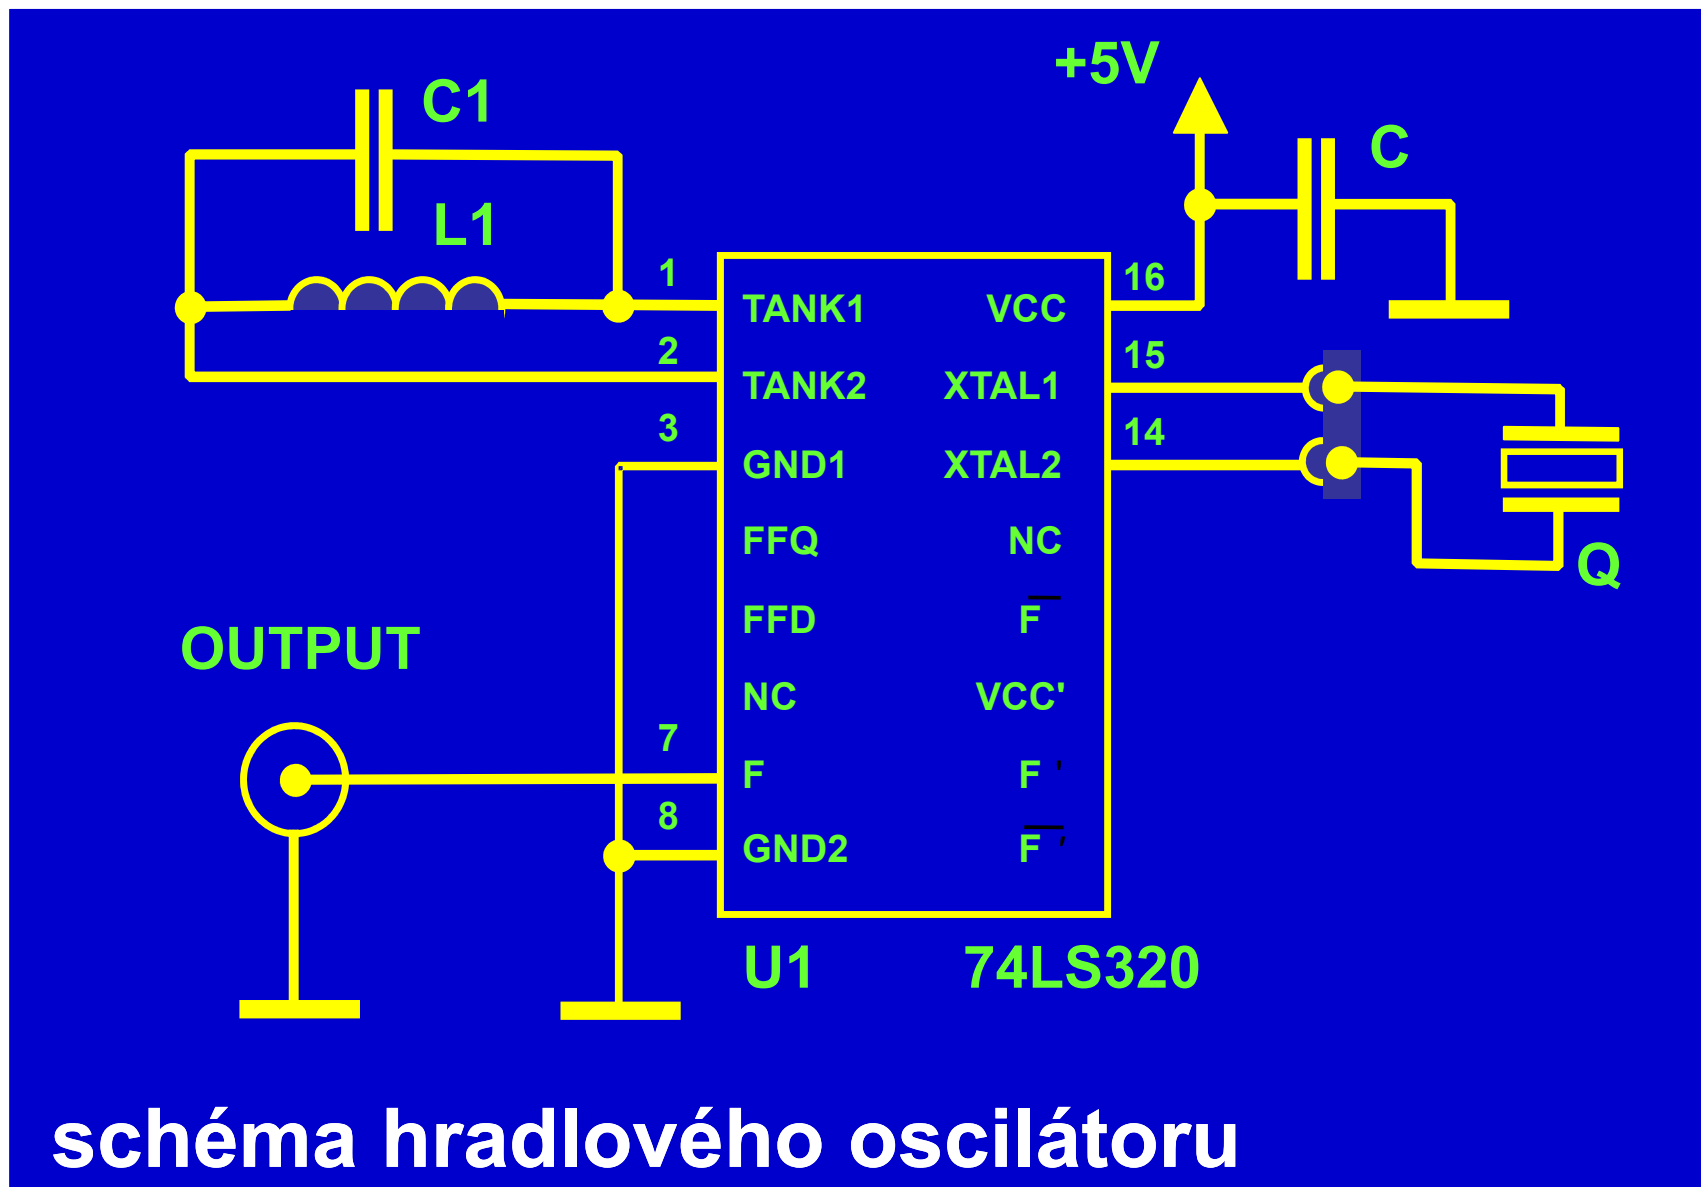 +5V
C1
C
L1
1
16
TANK1
VCC
2
15
TANK2
XTAL1
3
14
GND1
XTAL2
FFQ
NC
Q
FFD
F̅
OUTPUT
NC
VCC'
7
F
F '
8
GND2
F̅ '
U1
74LS320
schéma hradlového oscilátoru